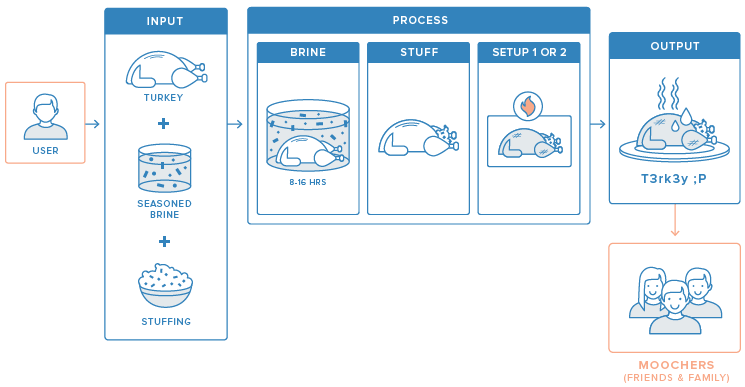 USER
INPUT
TURKEY
+
SEASONED
BRINE
+
STUFFING
PROCESS
BRINE
8-16 HRS
STUFF
SETUP 1 OR 2
OUTPUT
T3rk3y ;P
MOOCHERS
(FRIENDS & FAMILY)